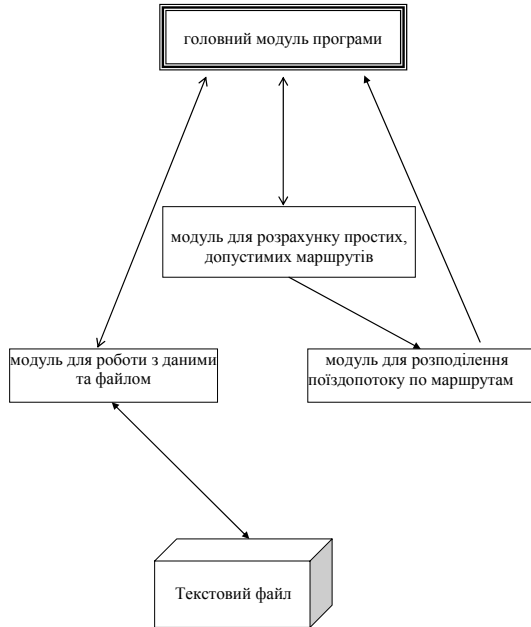 головний модуль програми
модуль для розрахунку простих,
допустимих маршрутів
модуль для роботи з даними
та файлом
модуль для розподілення
поїздопотоку по маршрутам
Текстовий файл